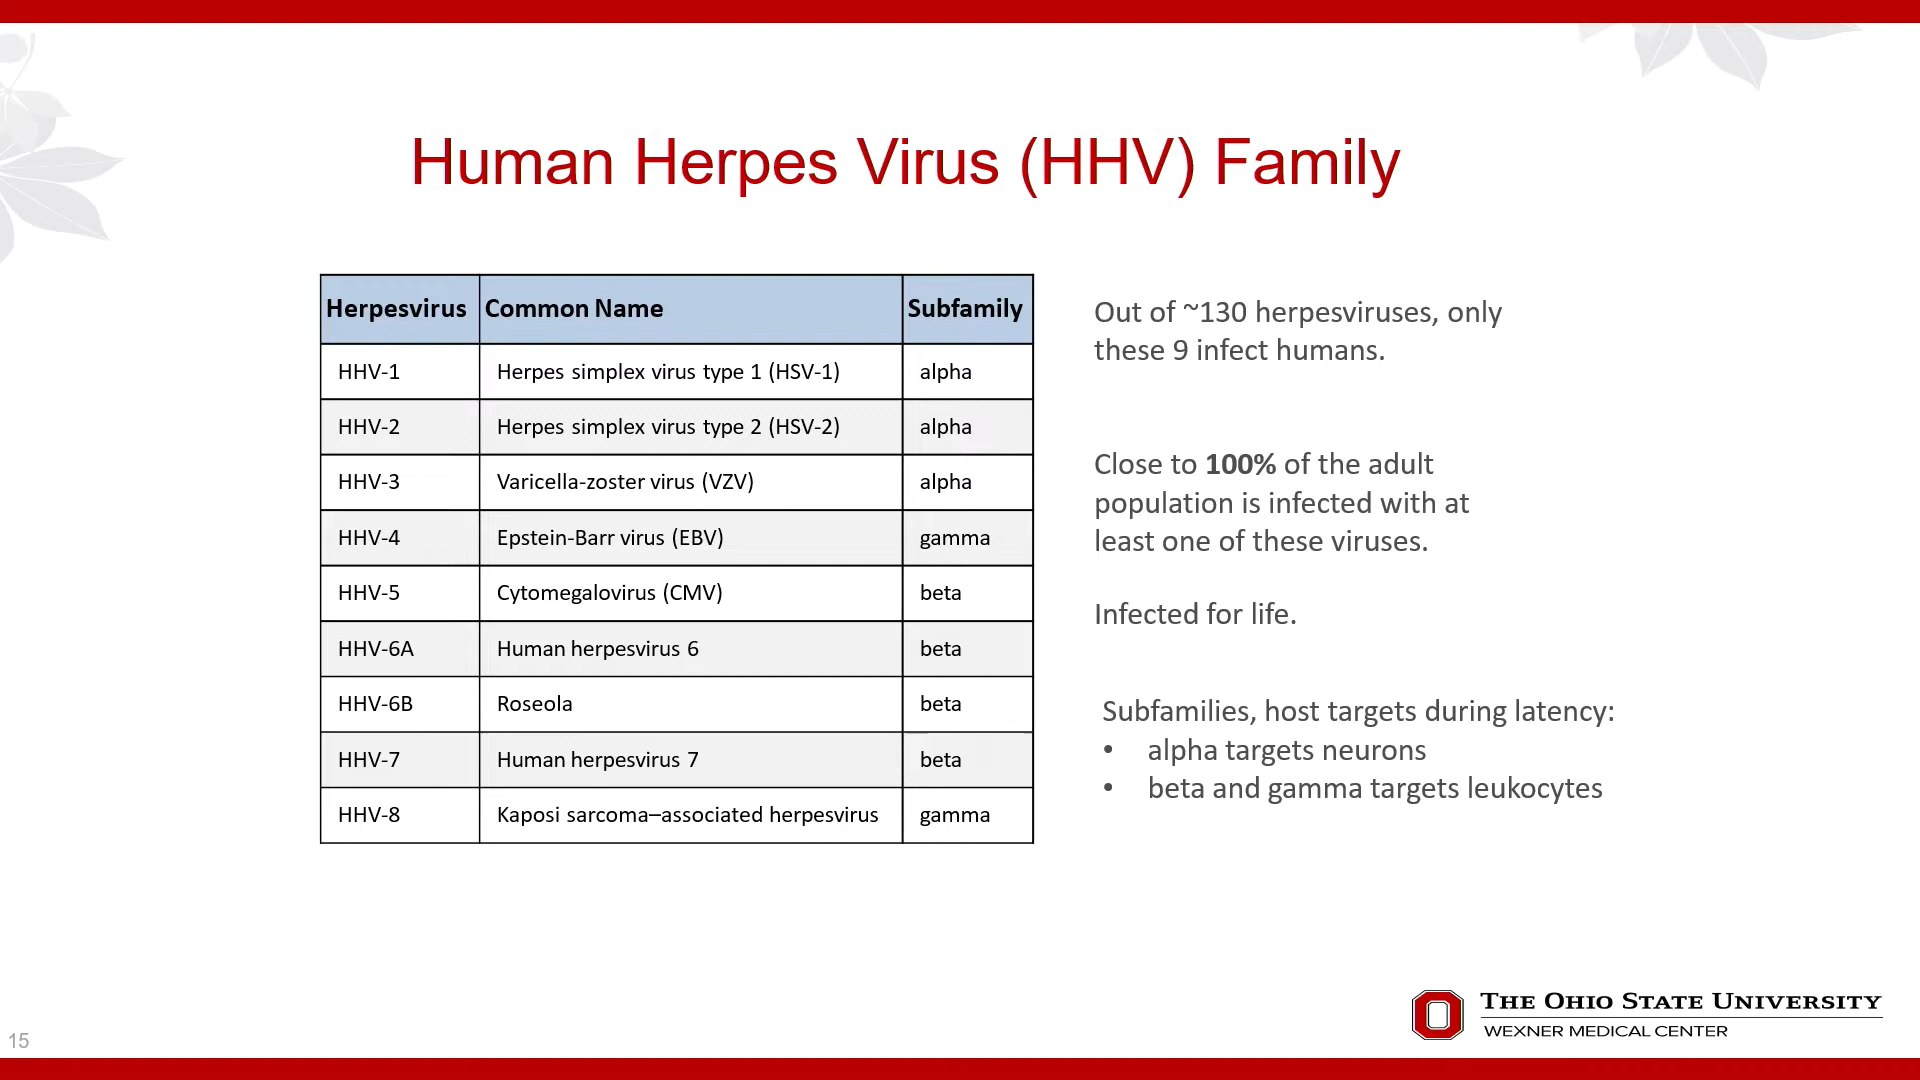 Human Herpes Virus (HHV) Family
Herpesvirus Common Name Subfamily
HHV-1 Herpes simplex virus type 1 (HSV-1) alpha
HHV-2 Herpes simplex virus type 2 (HSV-2) alpha
HHV-3 Varicella-zoster virus (VZV) alpha
HHV-4 Epstein-Barr virus (EBV) gamma
HHV-5 Cytomegalovirus (CMV) beta
HHV-6A Human herpesvirus 6 beta
HHV-6B Roseola beta
HHV-7 Human herpesvirus 7 beta
HHV-8 Kaposi sarcoma–associated herpesvirus gamma
Out of ~130 herpesviruses, only
these 9 infect humans.
Close to 100% of the adult
population is infected with at
least one of these viruses.
Infected for life.
Subfamilies, host targets during latency:
• alpha targets neurons
• beta and gamma targets leukocytes
THE OHIO STATE UNIVERSITY
WEXNER MEDICAL CENTER
15